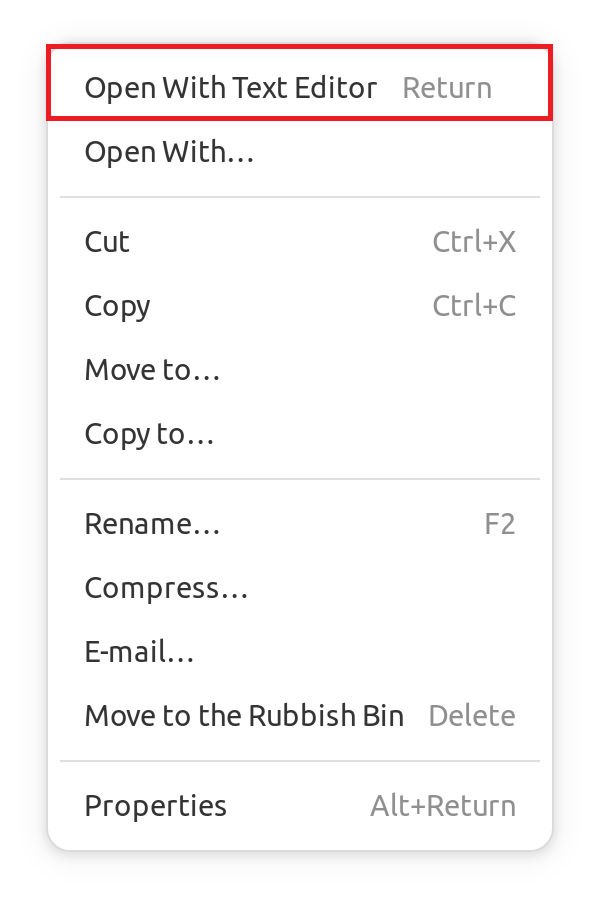 Open With Text Editor Return
Open With…
Cut Ctrl+X
Copy Ctrl+C
Move to…
Copy to…
Rename… F2
Compress…
E-mail…
Move to the Rubbish Bin Delete
Properties Alt+Return